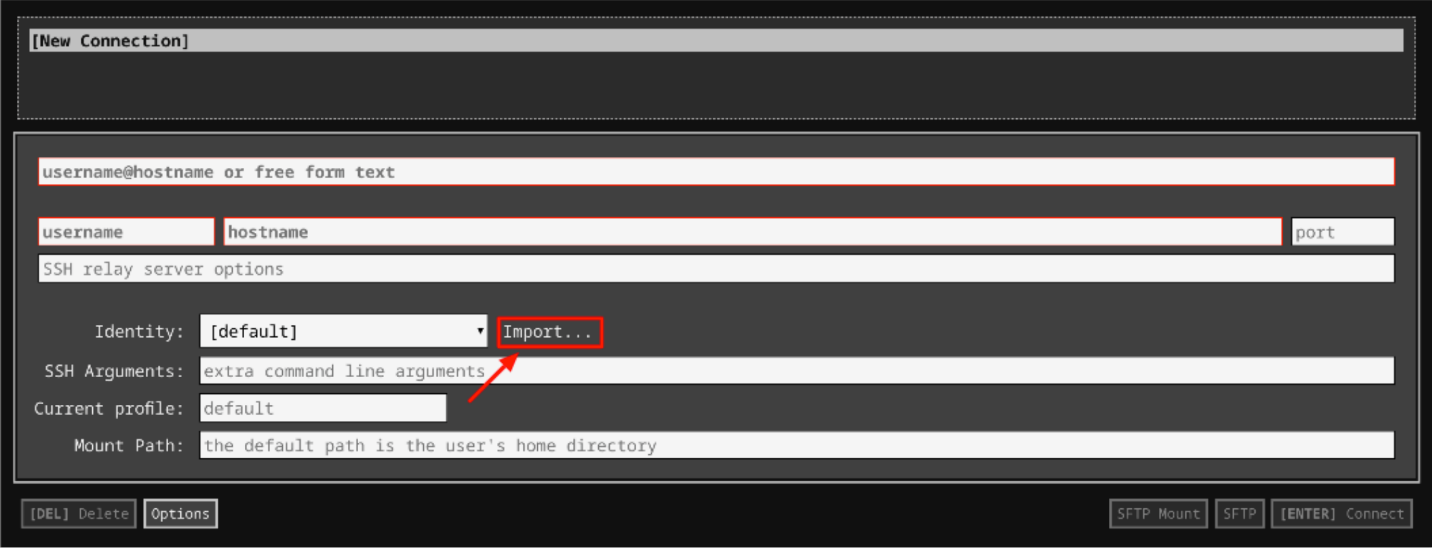 [New Connection]
username@hostname or free form text
username hostname port
SSH relay server options
Identity: [default] Import...
SSH Arguments: extra command line arguments
Current profile: default
Mount Path: the default path is the user's home directory
[DEL] Delete Options SFTP Mount SFTP [ENTER] Connect